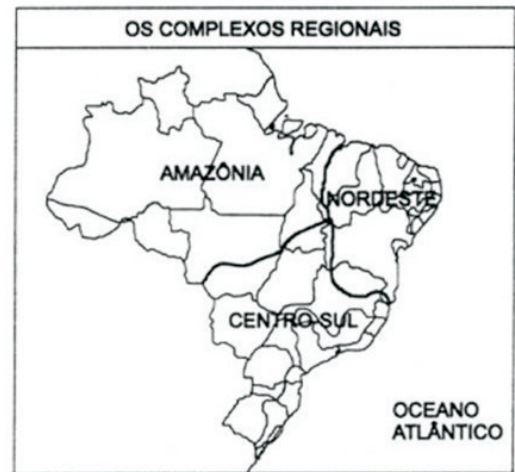 OS COMPLEXOS REGIONAIS
AMAZÔNIA
NORDESTE
CENTRO-SUL
OCEANO
ATLÂNTICO